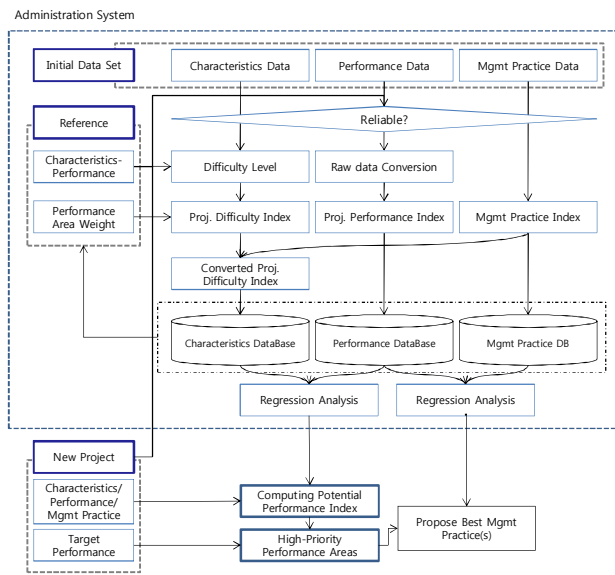 Administration System
Initial Data Set
Characteristics Data
Performance Data
Mgmt Practice Data
Reference
Reliable?
Characteristics-
Performance
Difficulty Level
Raw data Conversion
Performance
Area Weight
Proj. Difficulty Index
Proj. Performance Index
Mgmt Practice Index
Converted Proj.
Difficulty Index
Characteristics DataBase
Performance DataBase
Mgmt Practice DB
Regression Analysis
Regression Analysis
New Project
Characteristics/
Performance/
Mgmt Practice
Computing Potential
Performance Index
Target
Performance
High-Priority
Performance Areas
Propose Best Mgmt
Practice(s)